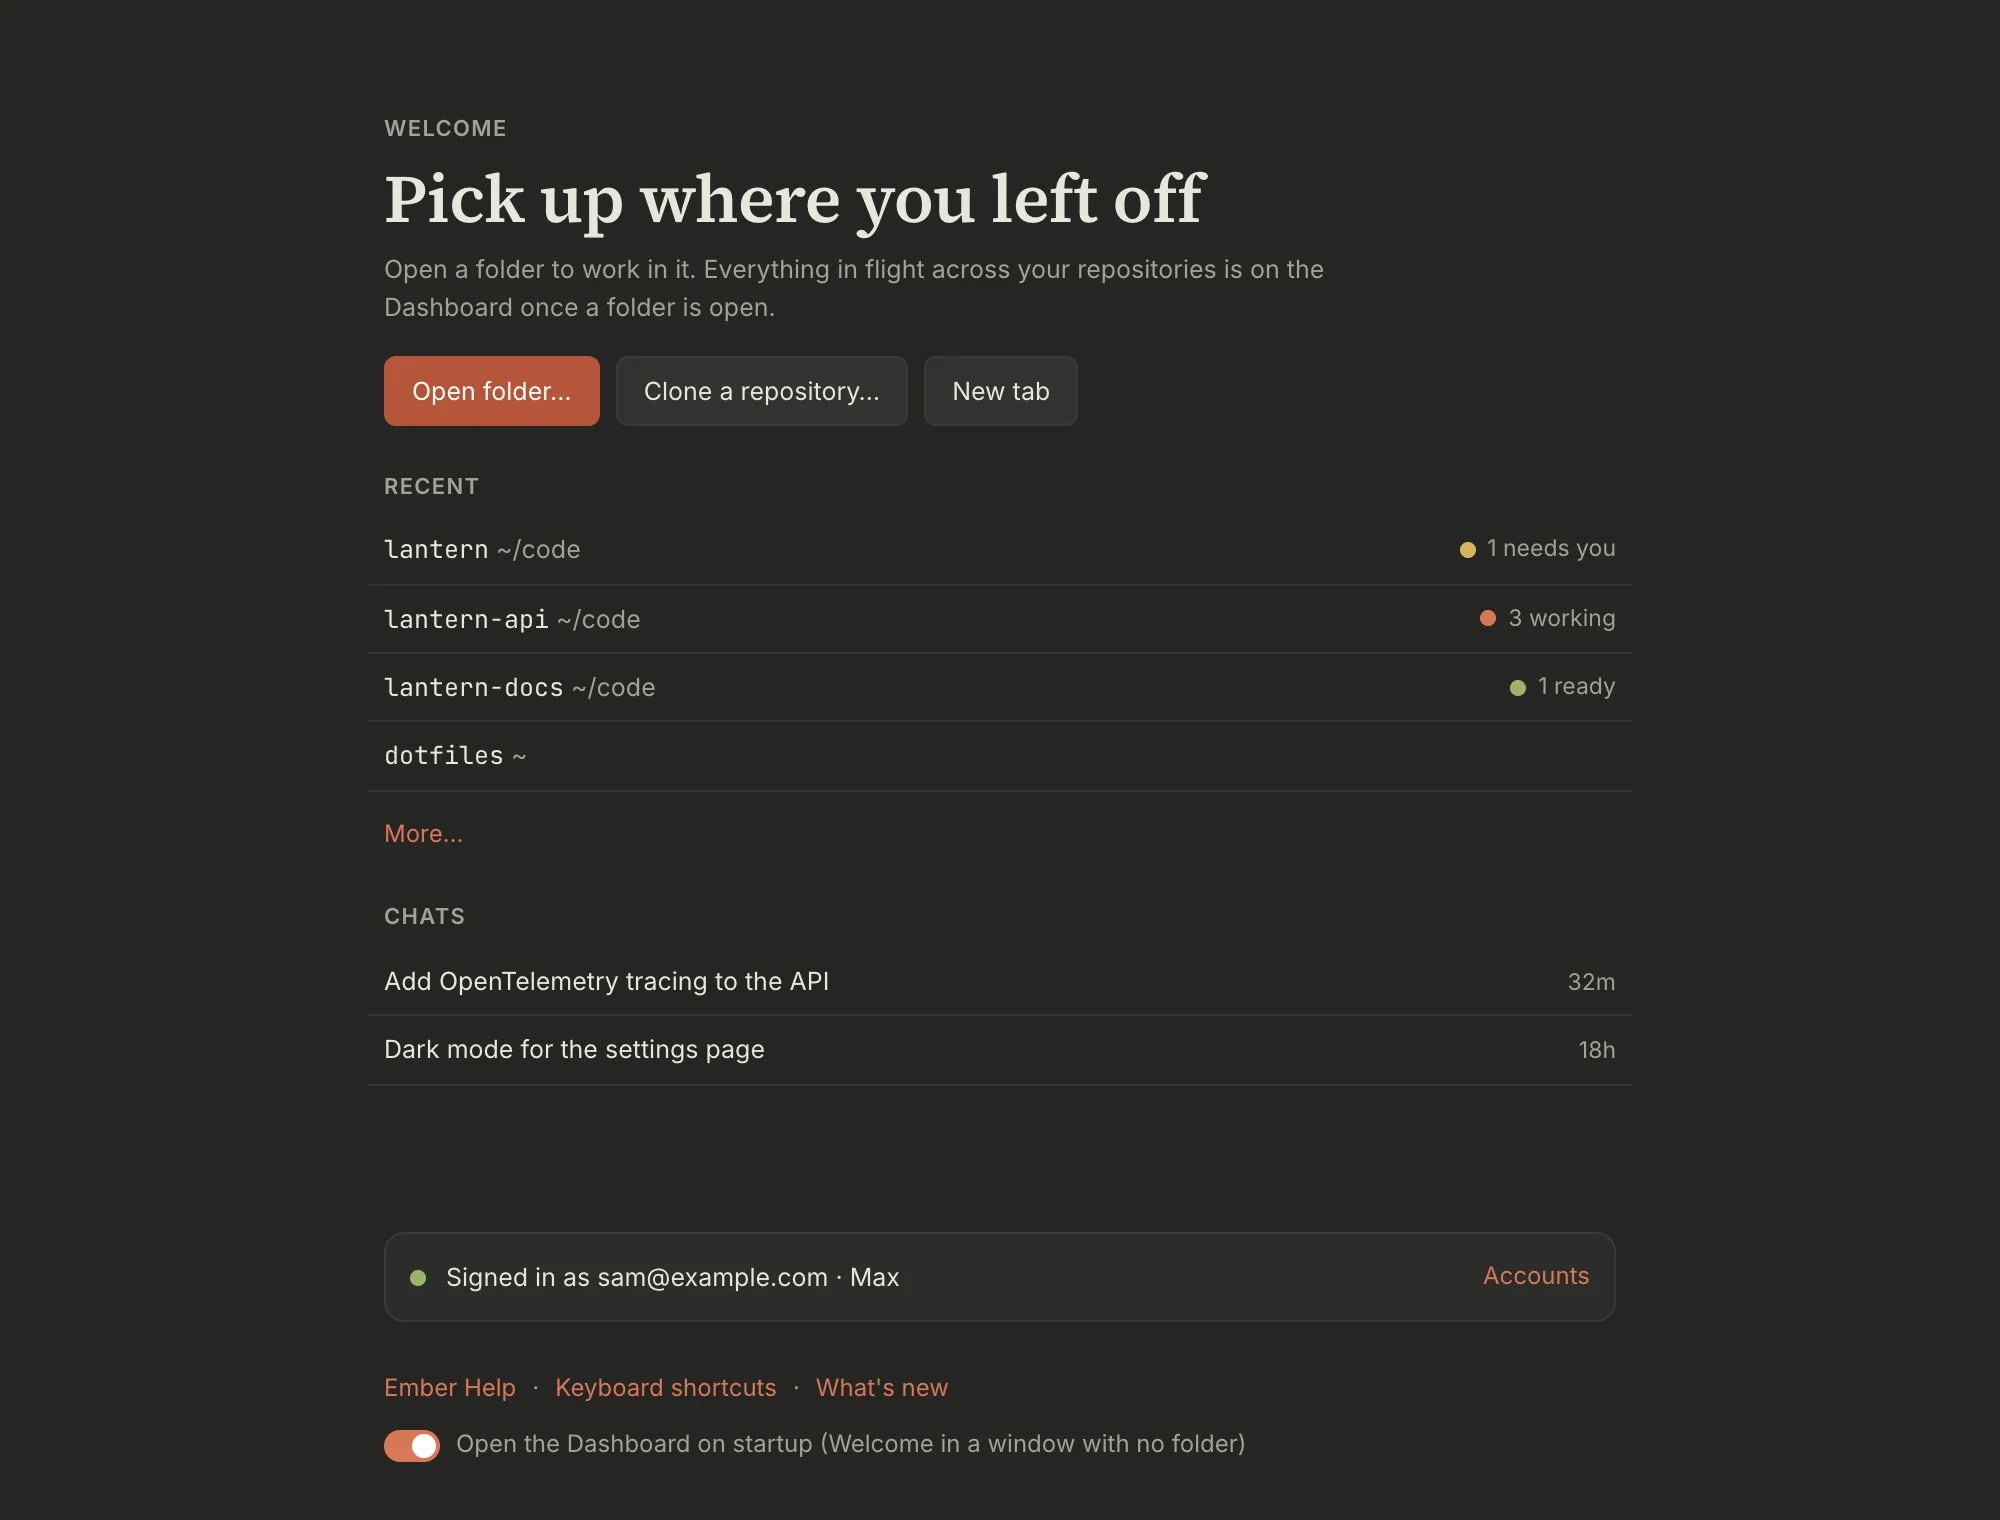 WELCOME
Pick up where you left off
Open a folder to work in it. Everything in flight across your repositories is on the
Dashboard once a folder is open.
Open folder... Clone a repository... New tab
RECENT
lantern ~/code 1 needs you
lantern-api ~/code 3 working
lantern-docs ~/code 1 ready
dotfiles ~
More...
CHATS
Add OpenTelemetry tracing to the API 32m
Dark mode for the settings page 18h
Signed in as sam@example.com · Max Accounts
Ember Help · Keyboard shortcuts · What's new
Open the Dashboard on startup (Welcome in a window with no folder)